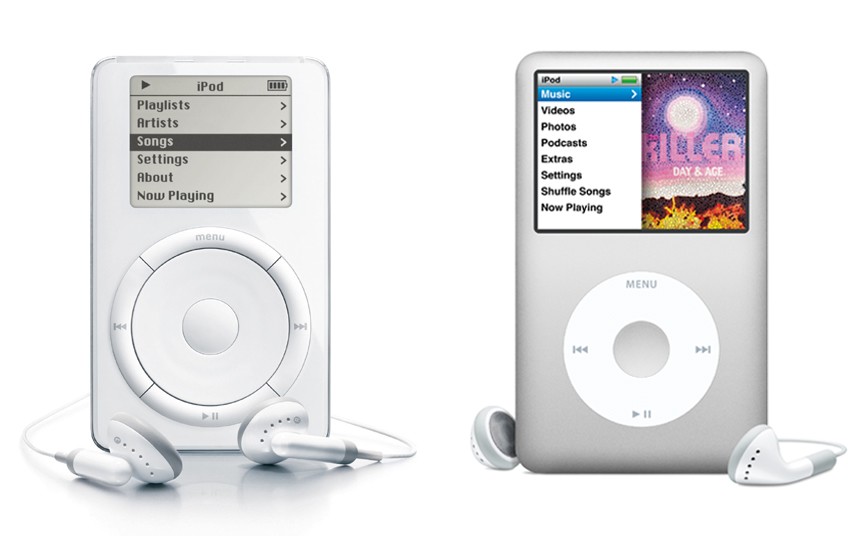 iPod
Playlists
Artists
Songs
Settings
About
Now Playing
menu
iPod
Music
Videos
Photos
Podcasts
Extras
Settings
Shuffle Songs
Now Playing
KILLER
DAY & AGE
MENU